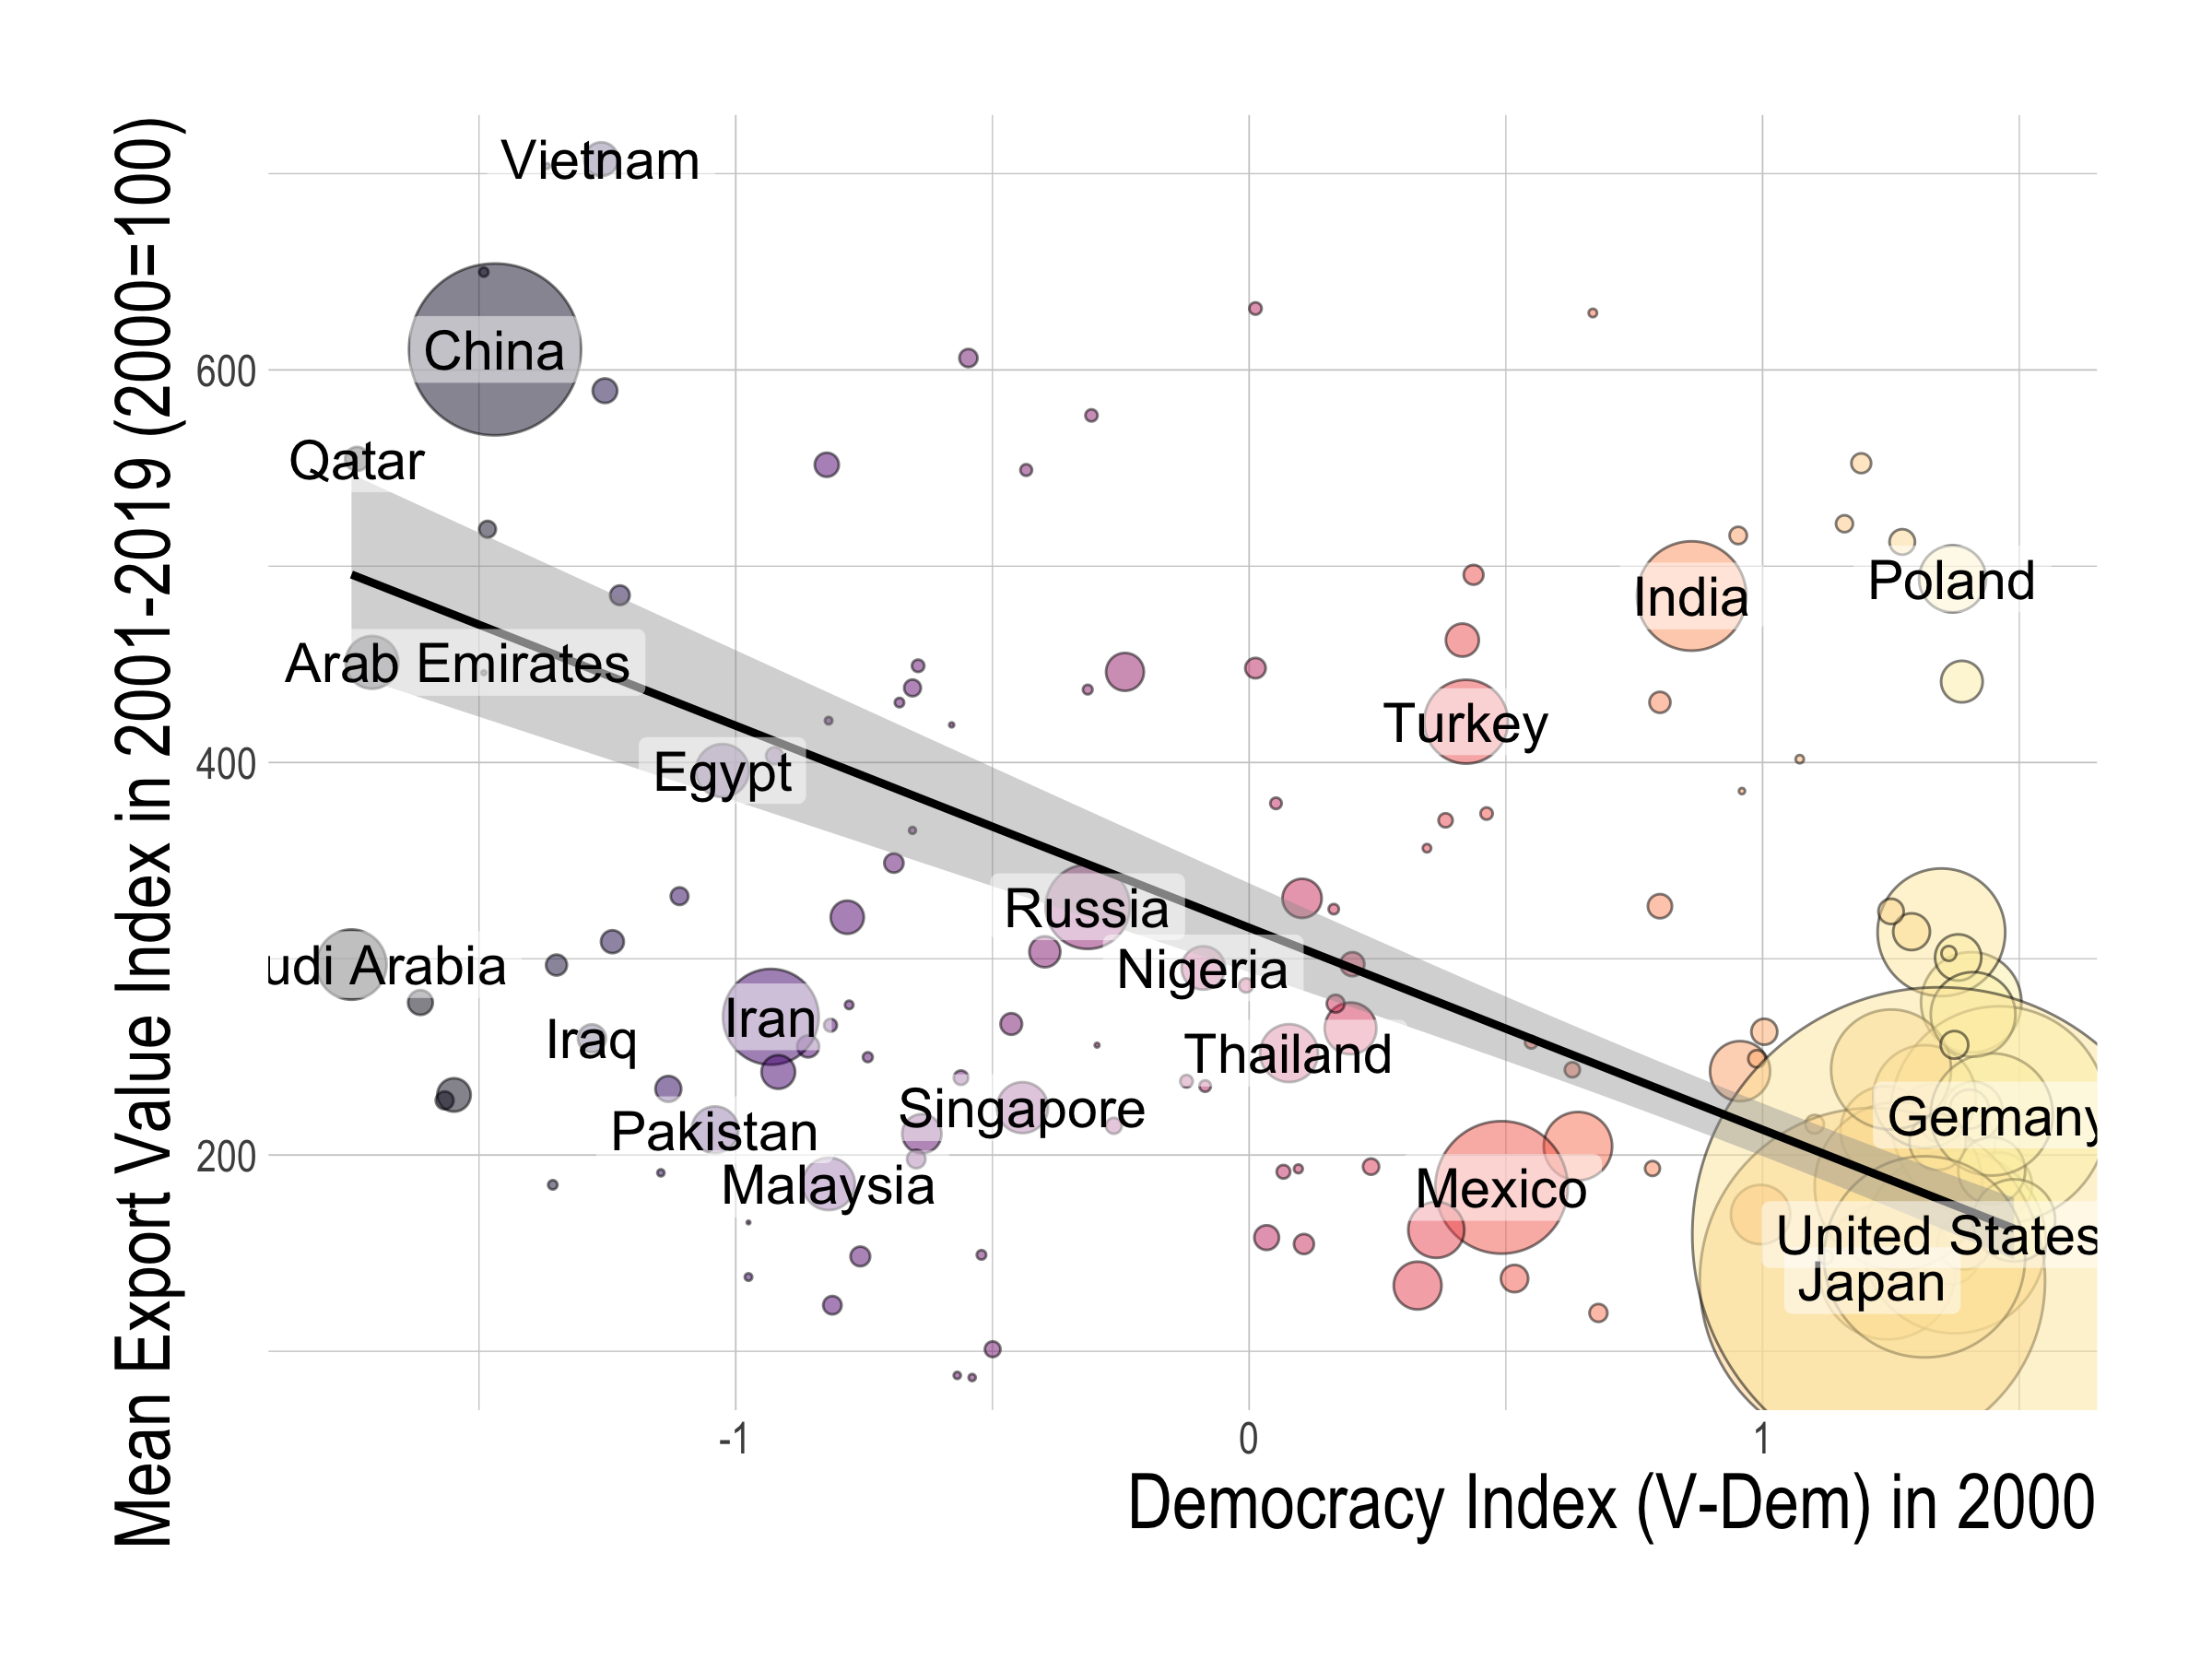 Mean Export Value Index in 2001-2019 (2000=100)
Vietnam
600
China
Qatar
India
Poland
Arab Emirates
Turkey
400
Egypt
Russia
udi Arabia
Nigeria
Iran
Iraq
Thailand
Singapore
Germany
Pakistan
200
Malaysia
Mexico
United States
Japan
-1
0
1
Democracy Index (V-Dem) in 2000